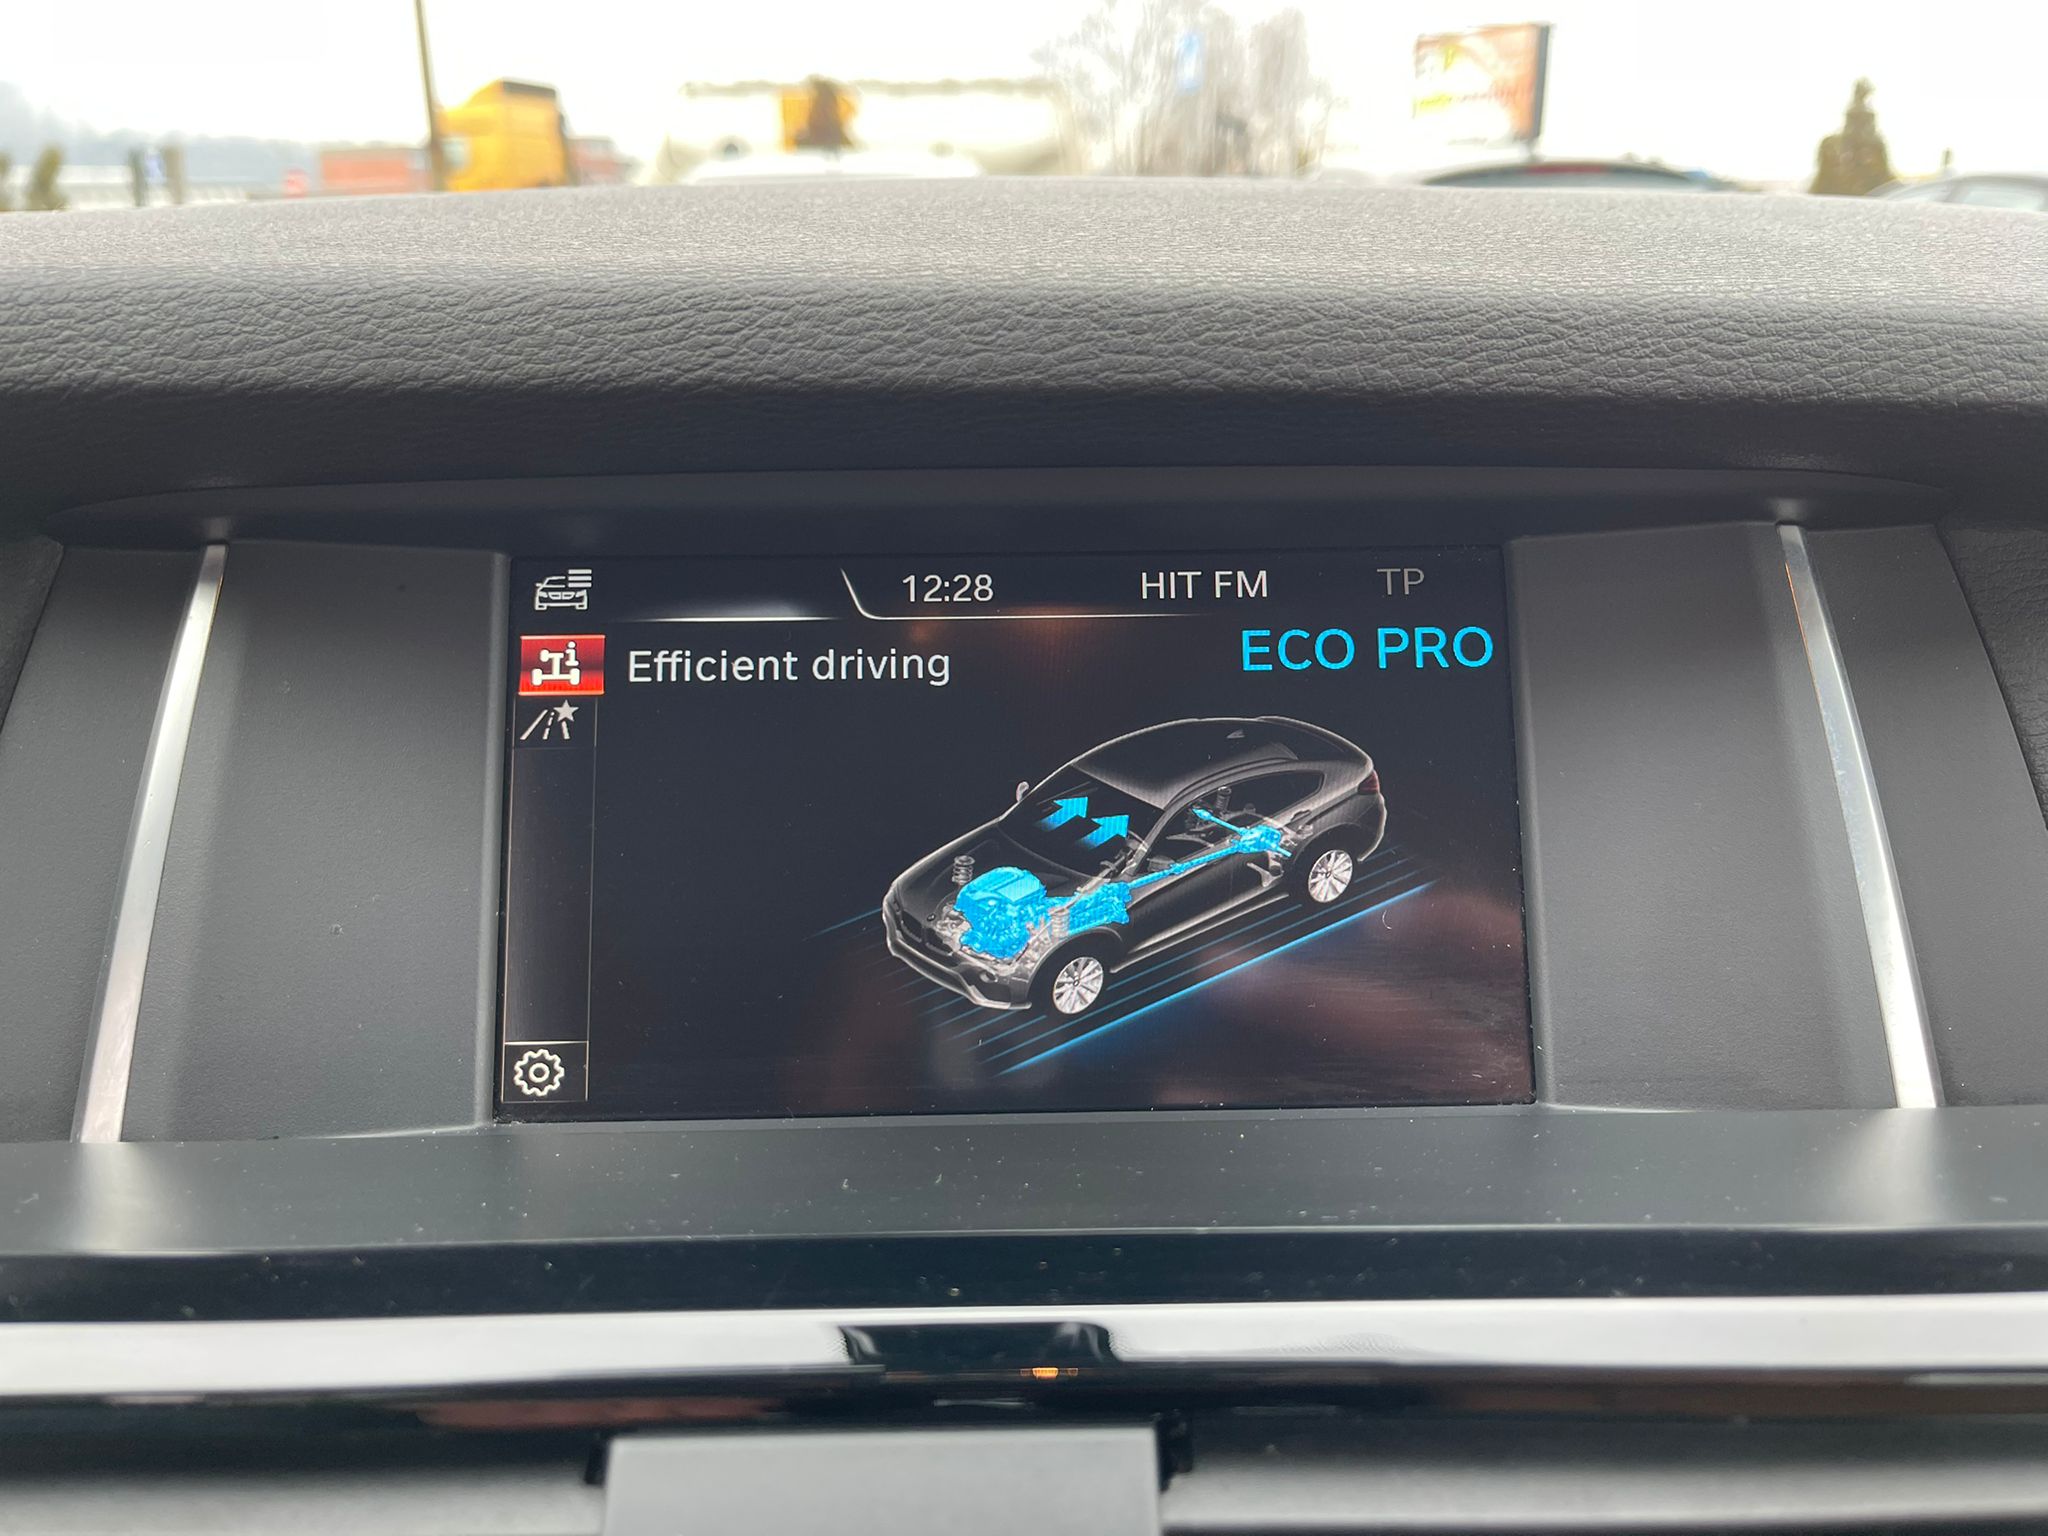 12:28 HIT FM TP
Efficient driving
ECO PRO